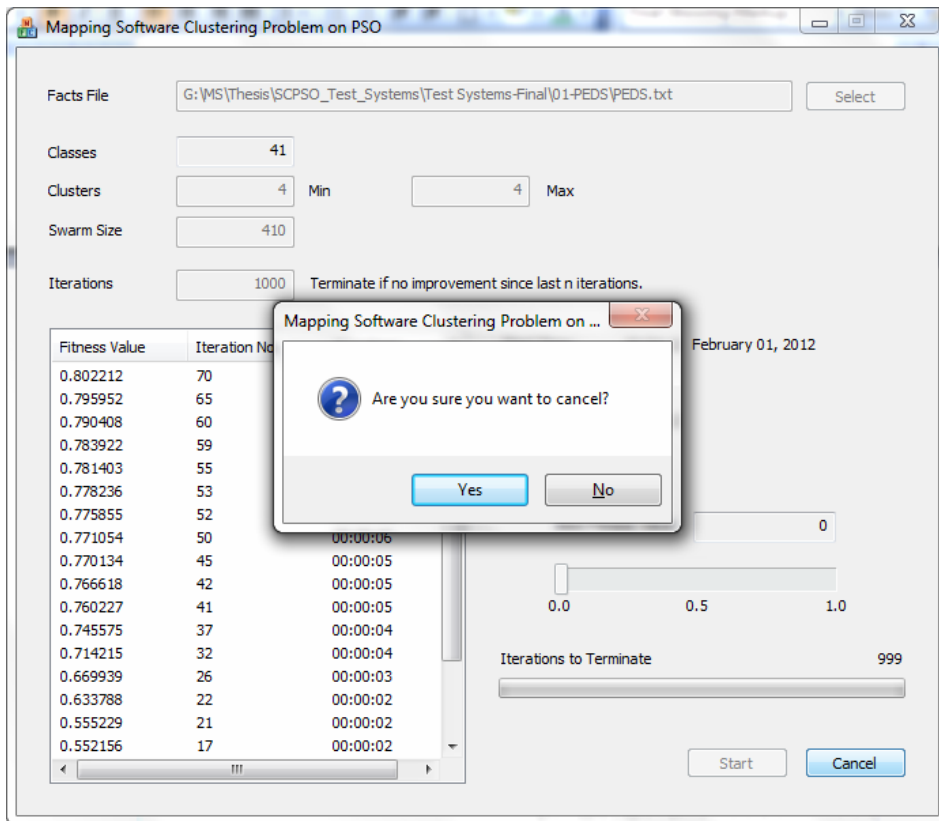 Mapping Software Clustering Problem on PSO
Facts File G:\MS\Thesis\SCPSO_Test_Systems\Test Systems-Final\01-PEDS\PEDS.txt Select
Classes 41
Clusters 4 Min 4 Max
Swarm Size 410
Iterations 1000 Terminate if no improvement since last n iterations.
Mapping Software Clustering Problem on ...
Are you sure you want to cancel?
Yes No
February 01, 2012
Fitness Value Iteration No
0.802212 70
0.795952 65
0.790408 60
0.783922 59
0.781403 55
0.778236 53
0.775855 52
0.771054 50 00:00:06
0.770134 45 00:00:05
0.766618 42 00:00:05
0.760227 41 00:00:05
0.745575 37 00:00:04
0.714215 32 00:00:04
0.669939 26 00:00:03
0.633788 22 00:00:02
0.555229 21 00:00:02
0.552156 17 00:00:02
0
0.0 0.5 1.0
Iterations to Terminate 999
Start Cancel